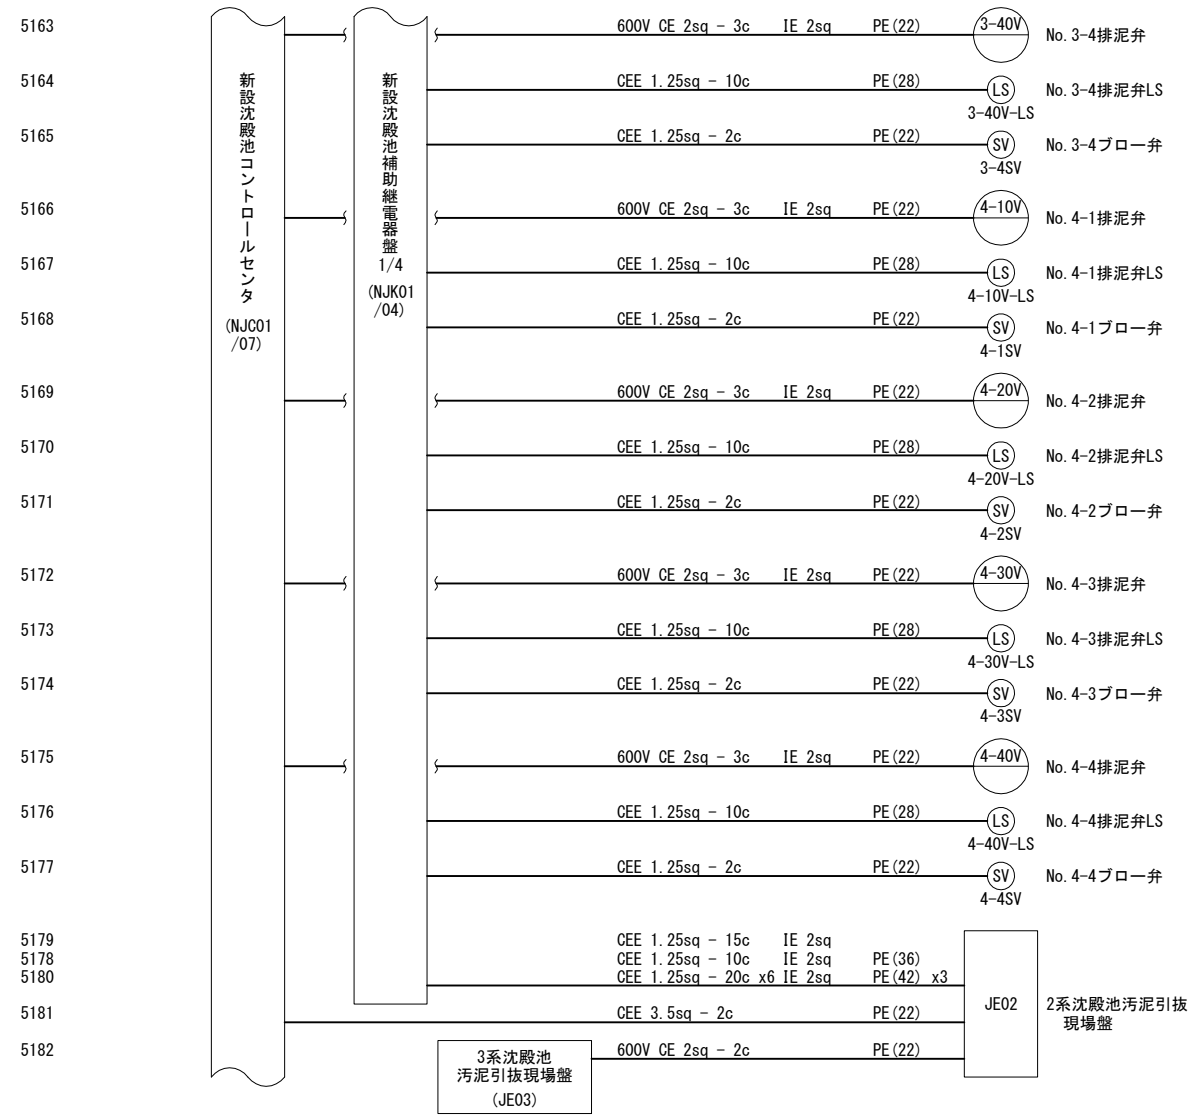 5163
600V CE 2sq - 3c IE 2sq PE(22)
3-40V
No.3-4排泥弁
5164
CEE 1.25sq - 10c PE(28)
LS
3-40V-LS
No.3-4排泥弁LS
5165
CEE 1.25sq - 2c PE(22)
SV
3-4SV
No.3-4ブロー弁
新設沈殿池コントロールセンタ
(NJC01
/07)
新設沈殿池補助継電器盤
1/4
(NJK01
/04)
5166
600V CE 2sq - 3c IE 2sq PE(22)
4-10V
No.4-1排泥弁
5167
CEE 1.25sq - 10c PE(28)
LS
4-10V-LS
No.4-1排泥弁LS
5168
CEE 1.25sq - 2c PE(22)
SV
4-1SV
No.4-1ブロー弁
5169
600V CE 2sq - 3c IE 2sq PE(22)
4-20V
No.4-2排泥弁
5170
CEE 1.25sq - 10c PE(28)
LS
4-20V-LS
No.4-2排泥弁LS
5171
CEE 1.25sq - 2c PE(22)
SV
4-2SV
No.4-2ブロー弁
5172
600V CE 2sq - 3c IE 2sq PE(22)
4-30V
No.4-3排泥弁
5173
CEE 1.25sq - 10c PE(28)
LS
4-30V-LS
No.4-3排泥弁LS
5174
CEE 1.25sq - 2c PE(22)
SV
4-3SV
No.4-3ブロー弁
5175
600V CE 2sq - 3c IE 2sq PE(22)
4-40V
No.4-4排泥弁
5176
CEE 1.25sq - 10c PE(28)
LS
4-40V-LS
No.4-4排泥弁LS
5177
CEE 1.25sq - 2c PE(22)
SV
4-4SV
No.4-4ブロー弁
5179
CEE 1.25sq - 15c IE 2sq
5178
CEE 1.25sq - 10c IE 2sq PE(36)
5180
CEE 1.25sq - 20c x6 IE 2sq PE(42) x3
5181
CEE 3.5sq - 2c PE(22)
JE02
2系沈殿池汚泥引抜
現場盤
5182
3系沈殿池
汚泥引抜現場盤
(JE03)
600V CE 2sq - 2c PE(22)